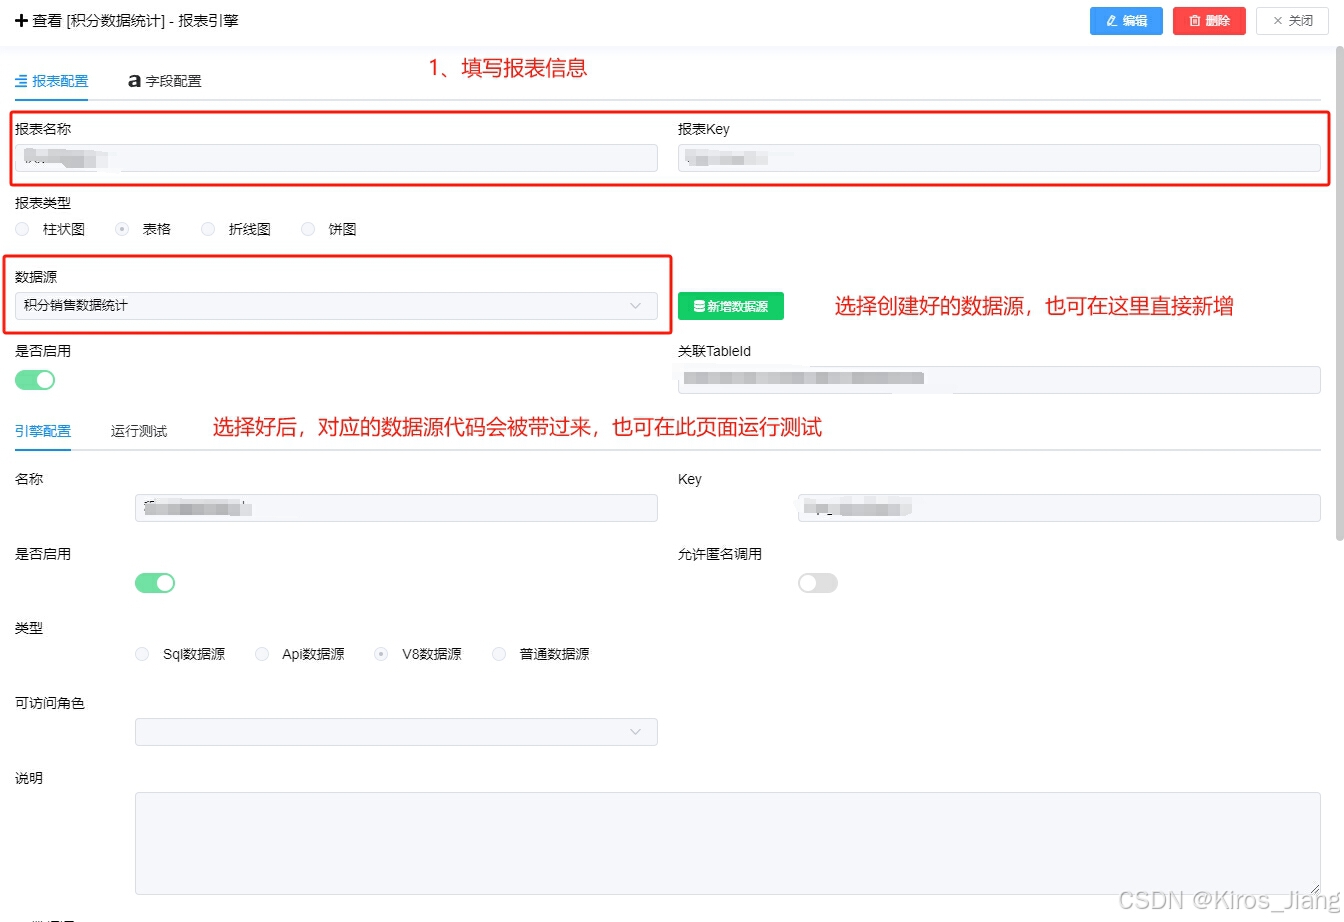 查看 [积分数据统计] - 报表引擎
编辑
删除
关闭
1、填写报表信息
报表配置
字段配置
报表名称
报表Key
报表类型
柱状图
表格
折线图
饼图
数据源
积分销售数据统计
新增数据源
选择创建好的数据源，也可在这里直接新增
是否启用
关联TableId
引擎配置
运行测试
选择好后，对应的数据源代码会被带过来，也可在此页面运行测试
名称
Key
是否启用
允许匿名调用
类型
Sql数据源
Api数据源
V8数据源
普通数据源
可访问角色
说明
CSDN @Kiros_Jiang